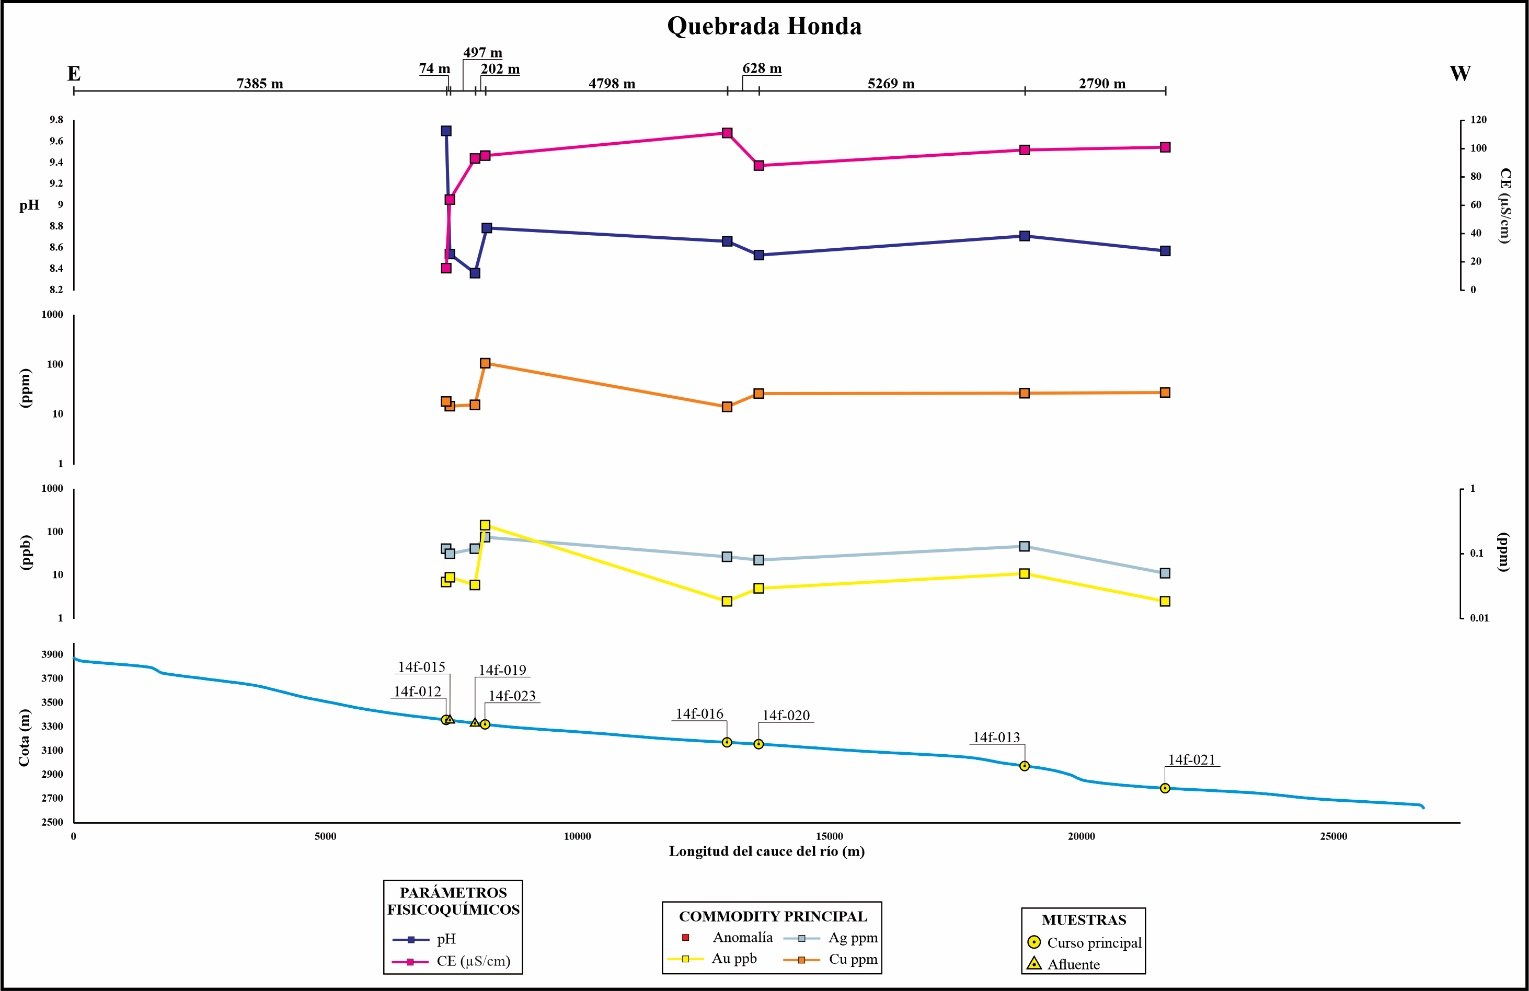 Quebrada Honda
E
W
7385 m
74 m
497 m
202 m
4798 m
628 m
5269 m
2790 m
9.8
9.6
9.4
9.2
9
8.8
8.6
8.4
8.2
pH
120
100
80
60
40
20
0
CE (µS/cm)
1000
100
10
1
(ppm)
1000
100
10
1
(ppb)
1
0.1
0.01
(ppm)
3900
3700
3500
3300
3100
2900
2700
2500
Cota (m)
14f-015
14f-012
14f-019
14f-023
14f-016
14f-020
14f-013
14f-021
0
5000
10000
15000
20000
25000
Longitud del cauce del río (m)
PARÁMETROS
FISICOQUÍMICOS
pH
CE (µS/cm)
COMMODITY PRINCIPAL
Anomalía
Ag ppm
Au ppb
Cu ppm
MUESTRAS
Curso principal
Afluente